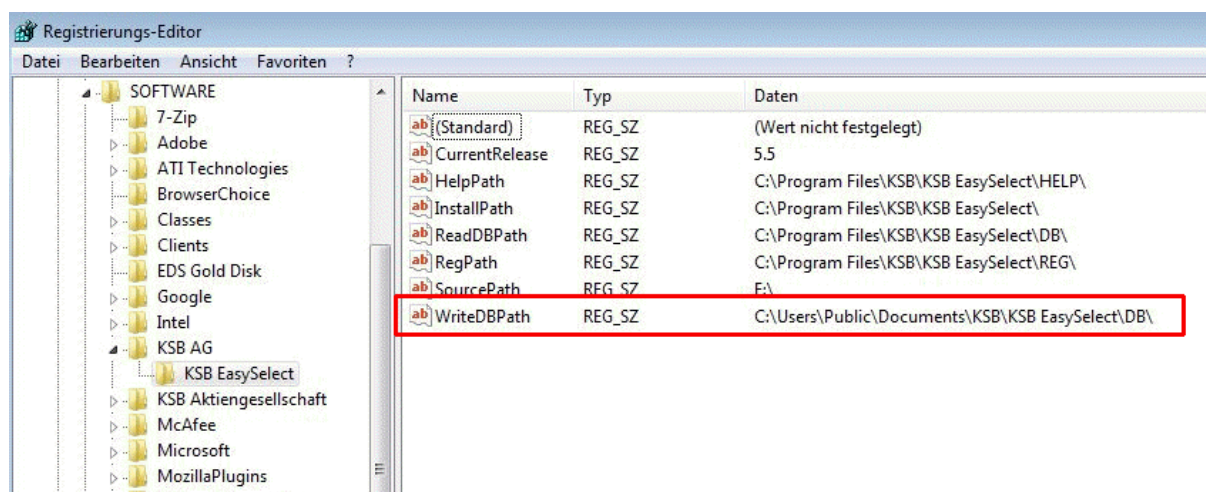 Registrierungs-Editor
Datei Bearbeiten Ansicht Favoriten ?
SOFTWARE
7-Zip
Adobe
ATI Technologies
BrowserChoice
Classes
Clients
EDS Gold Disk
Google
Intel
KSB AG
KSB EasySelect
KSB Aktiengesellschaft
McAfee
Microsoft
MozillaPlugins
Name Typ Daten
(Standard) REG_SZ (Wert nicht festgelegt)
CurrentRelease REG_SZ 5.5
HelpPath REG_SZ C:\Program Files\KSB\KSB EasySelect\HELP\
InstallPath REG_SZ C:\Program Files\KSB\KSB EasySelect\
ReadDBPath REG_SZ C:\Program Files\KSB\KSB EasySelect\DB\
RegPath REG_SZ C:\Program Files\KSB\KSB EasySelect\REG\
SourcePath REG_SZ F:\
WriteDBPath REG_SZ C:\Users\Public\Documents\KSB\KSB EasySelect\DB\